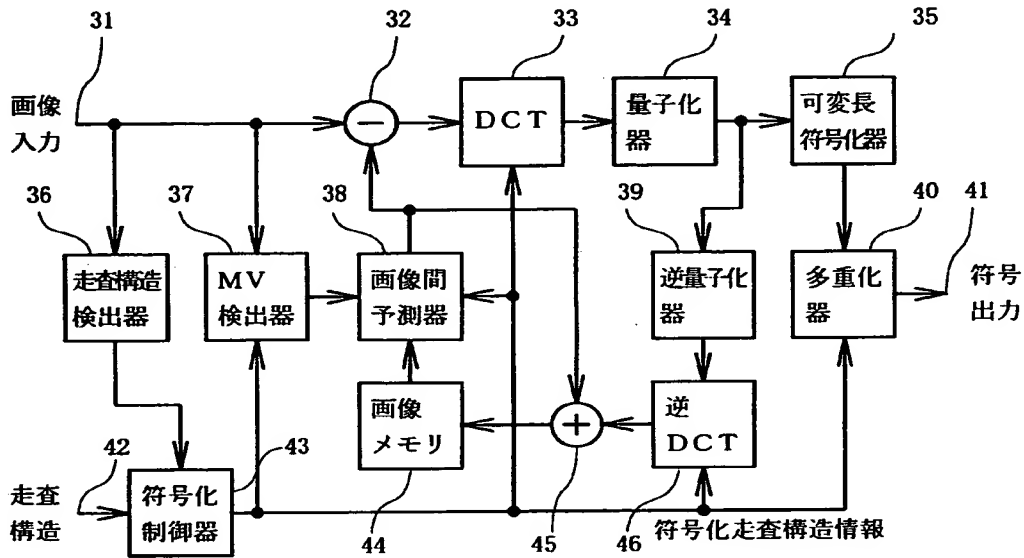 31
32
33
34
35
画像
入力
−
DCT
量子化
器
可変長
符号化器
36
37
38
39
40
41
走査構造
検出器
MV
検出器
画像間
予測器
逆量子化
器
多重化
器
符号
出力
画像
メモリ
+
逆
DCT
42
43
走査
構造
符号化
制御器
44
45
46
符号化走査構造情報